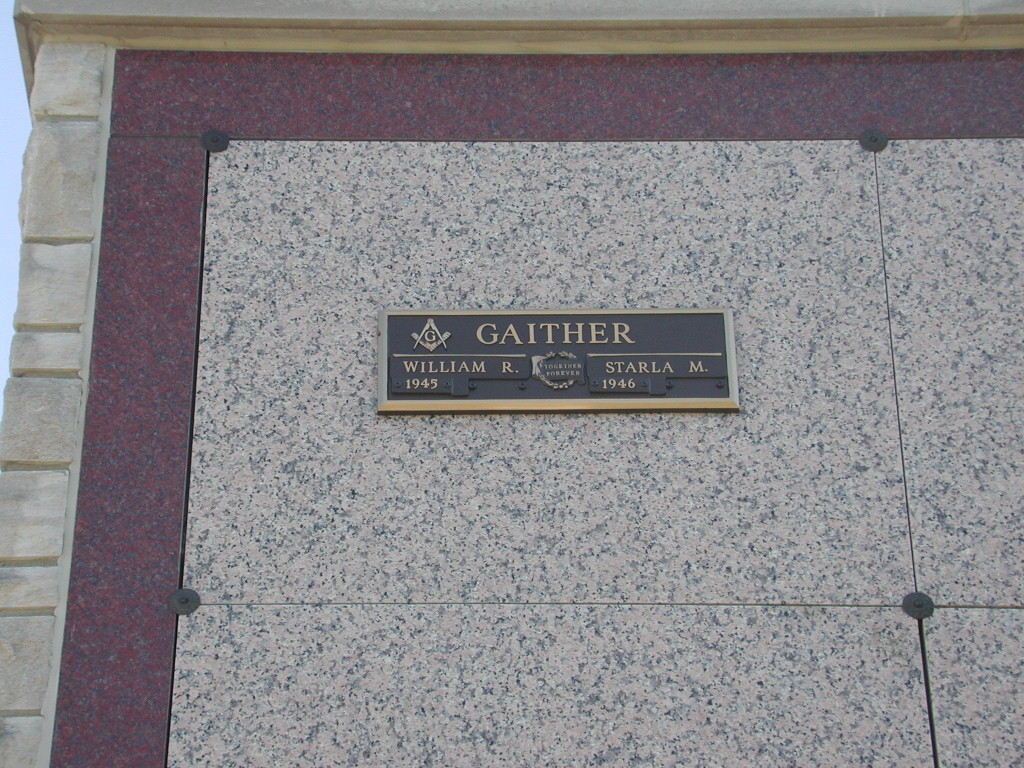 G
GAITHER
WILLIAM R.
1945
TOGETHER
FOREVER
STARLA M.
1946